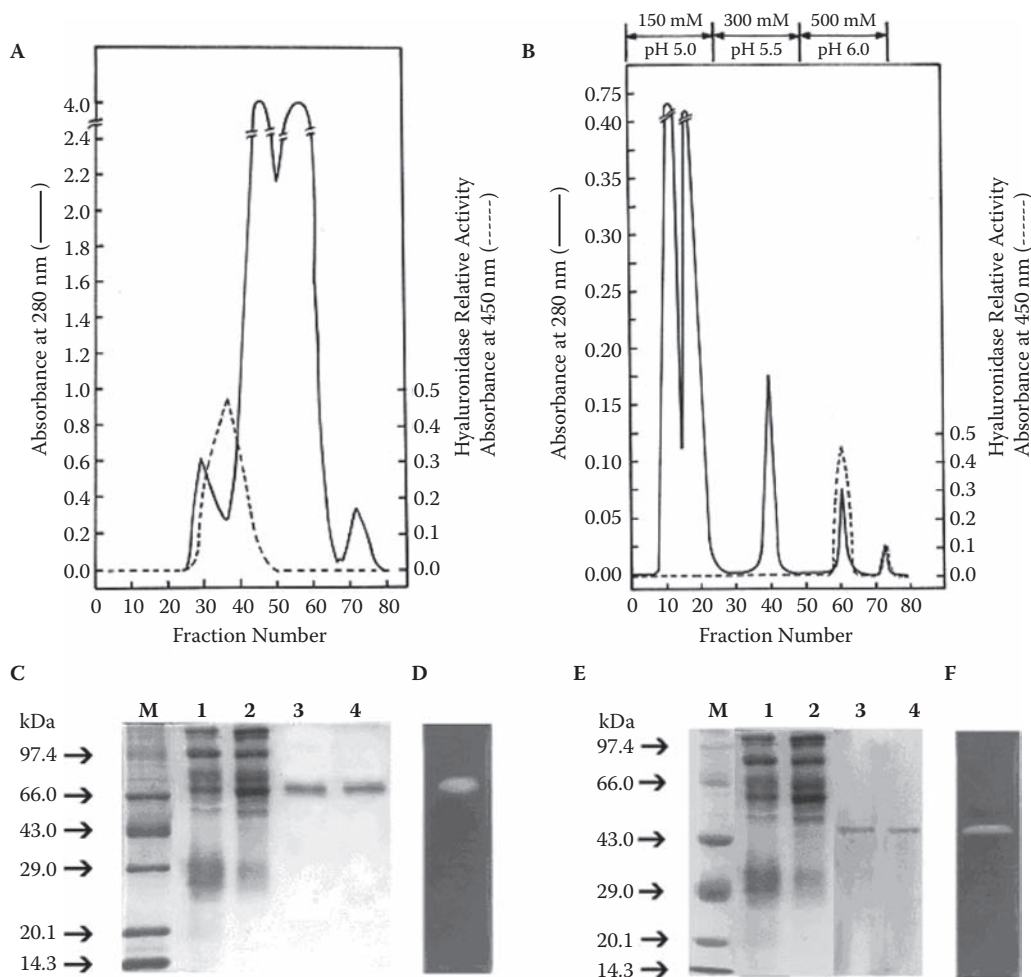 A
4.0
2.4
2.2
2.0
1.8
1.6
1.4
1.2
1.0
0.8
0.6
0.4
0.2
0.0
Absorbance at 280 nm (——)
0 10 20 30 40 50 60 70 80
Fraction Number
0.5
0.4
0.3
0.2
0.1
0.0
Hyaluronidase Relative Activity
Absorbance at 450 nm (-----)
B
150 mM 300 mM 500 mM
pH 5.0 pH 5.5 pH 6.0
0.75
0.40
0.35
0.30
0.25
0.20
0.15
0.10
0.05
0.00
Absorbance at 280 nm (——)
0 10 20 30 40 50 60 70 80
Fraction Number
0.5
0.4
0.3
0.2
0.1
0.0
Hyaluronidase Relative Activity
Absorbance at 450 nm (-----)
C
kDa M 1 2 3 4
97.4
66.0
43.0
29.0
20.1
14.3
D
E
kDa M 1 2 3 4
97.4
66.0
43.0
29.0
20.1
14.3
F